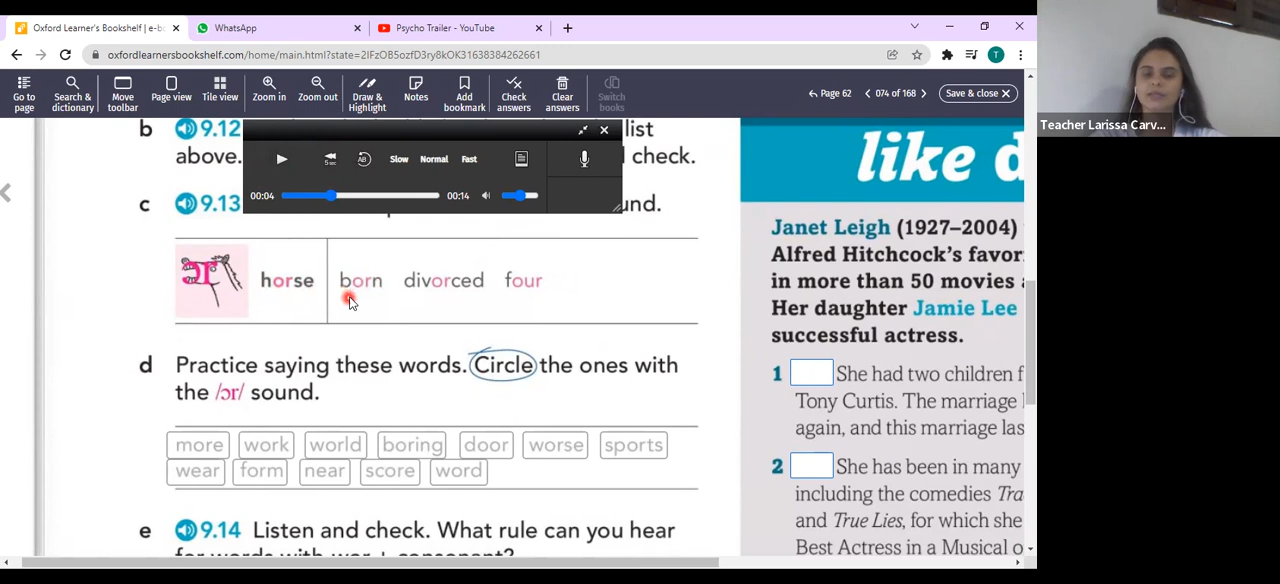 Oxford Learner's Bookshelf | e-bo
WhatsApp
Psycho Trailer - YouTube
oxfordlearnersbookshelf.com/home/main.html?state=2IFzOB5ozfD3ry8kOK31638384262661
T
Go to page
Search & dictionary
Move toolbar
Page view
Tile view
Zoom in
Zoom out
Draw & Highlight
Notes
Add bookmark
Check answers
Clear answers
Switch books
Page 62
074 of 168
Save & close
Teacher Larissa Carv...
b 9.12 list
above. check.
5 sec
AB
Slow
Normal
Fast
00:04
00:14
c 9.13 und.
ɔr
horse born divorced four
d Practice saying these words. Circle the ones with
the /ɔr/ sound.
more work world boring door worse sports
wear form near score word
e 9.14 Listen and check. What rule can you hear
like d
Janet Leigh (1927–2004)
Alfred Hitchcock's favor
in more than 50 movies a
Her daughter Jamie Lee
successful actress.
1 She had two children f
Tony Curtis. The marriage
again, and this marriage las
2 She has been in many
including the comedies Tra
and True Lies, for which she
Best Actress in a Musical o